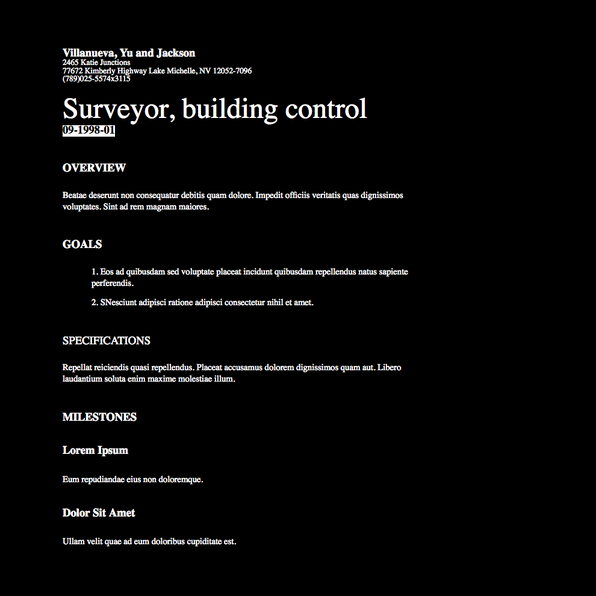 Villanueva, Yu and Jackson
2465 Katie Junctions
77672 Kimberly Highway Lake Michelle, NV 12052-7096
(789)025-5574x3115
Surveyor, building control
09-1998-01
OVERVIEW
Beatae deserunt non consequatur debitis quam dolore. Impedit officiis veritatis quas dignissimos
voluptates. Sint ad rem magnam maiores.
GOALS
1. Eos ad quibusdam sed voluptate placeat incidunt quibusdam repellendus natus sapiente
perferendis.
2. SNesciunt adipisci ratione adipisci consectetur nihil et amet.
SPECIFICATIONS
Repellat reiciendis quasi repellendus. Placeat accusamus dolorem dignissimos quam aut. Libero
laudantium soluta enim maxime molestiae illum.
MILESTONES
Lorem Ipsum
Eum repudiandae eius non doloremque.
Dolor Sit Amet
Ullam velit quae ad eum doloribus cupiditate est.